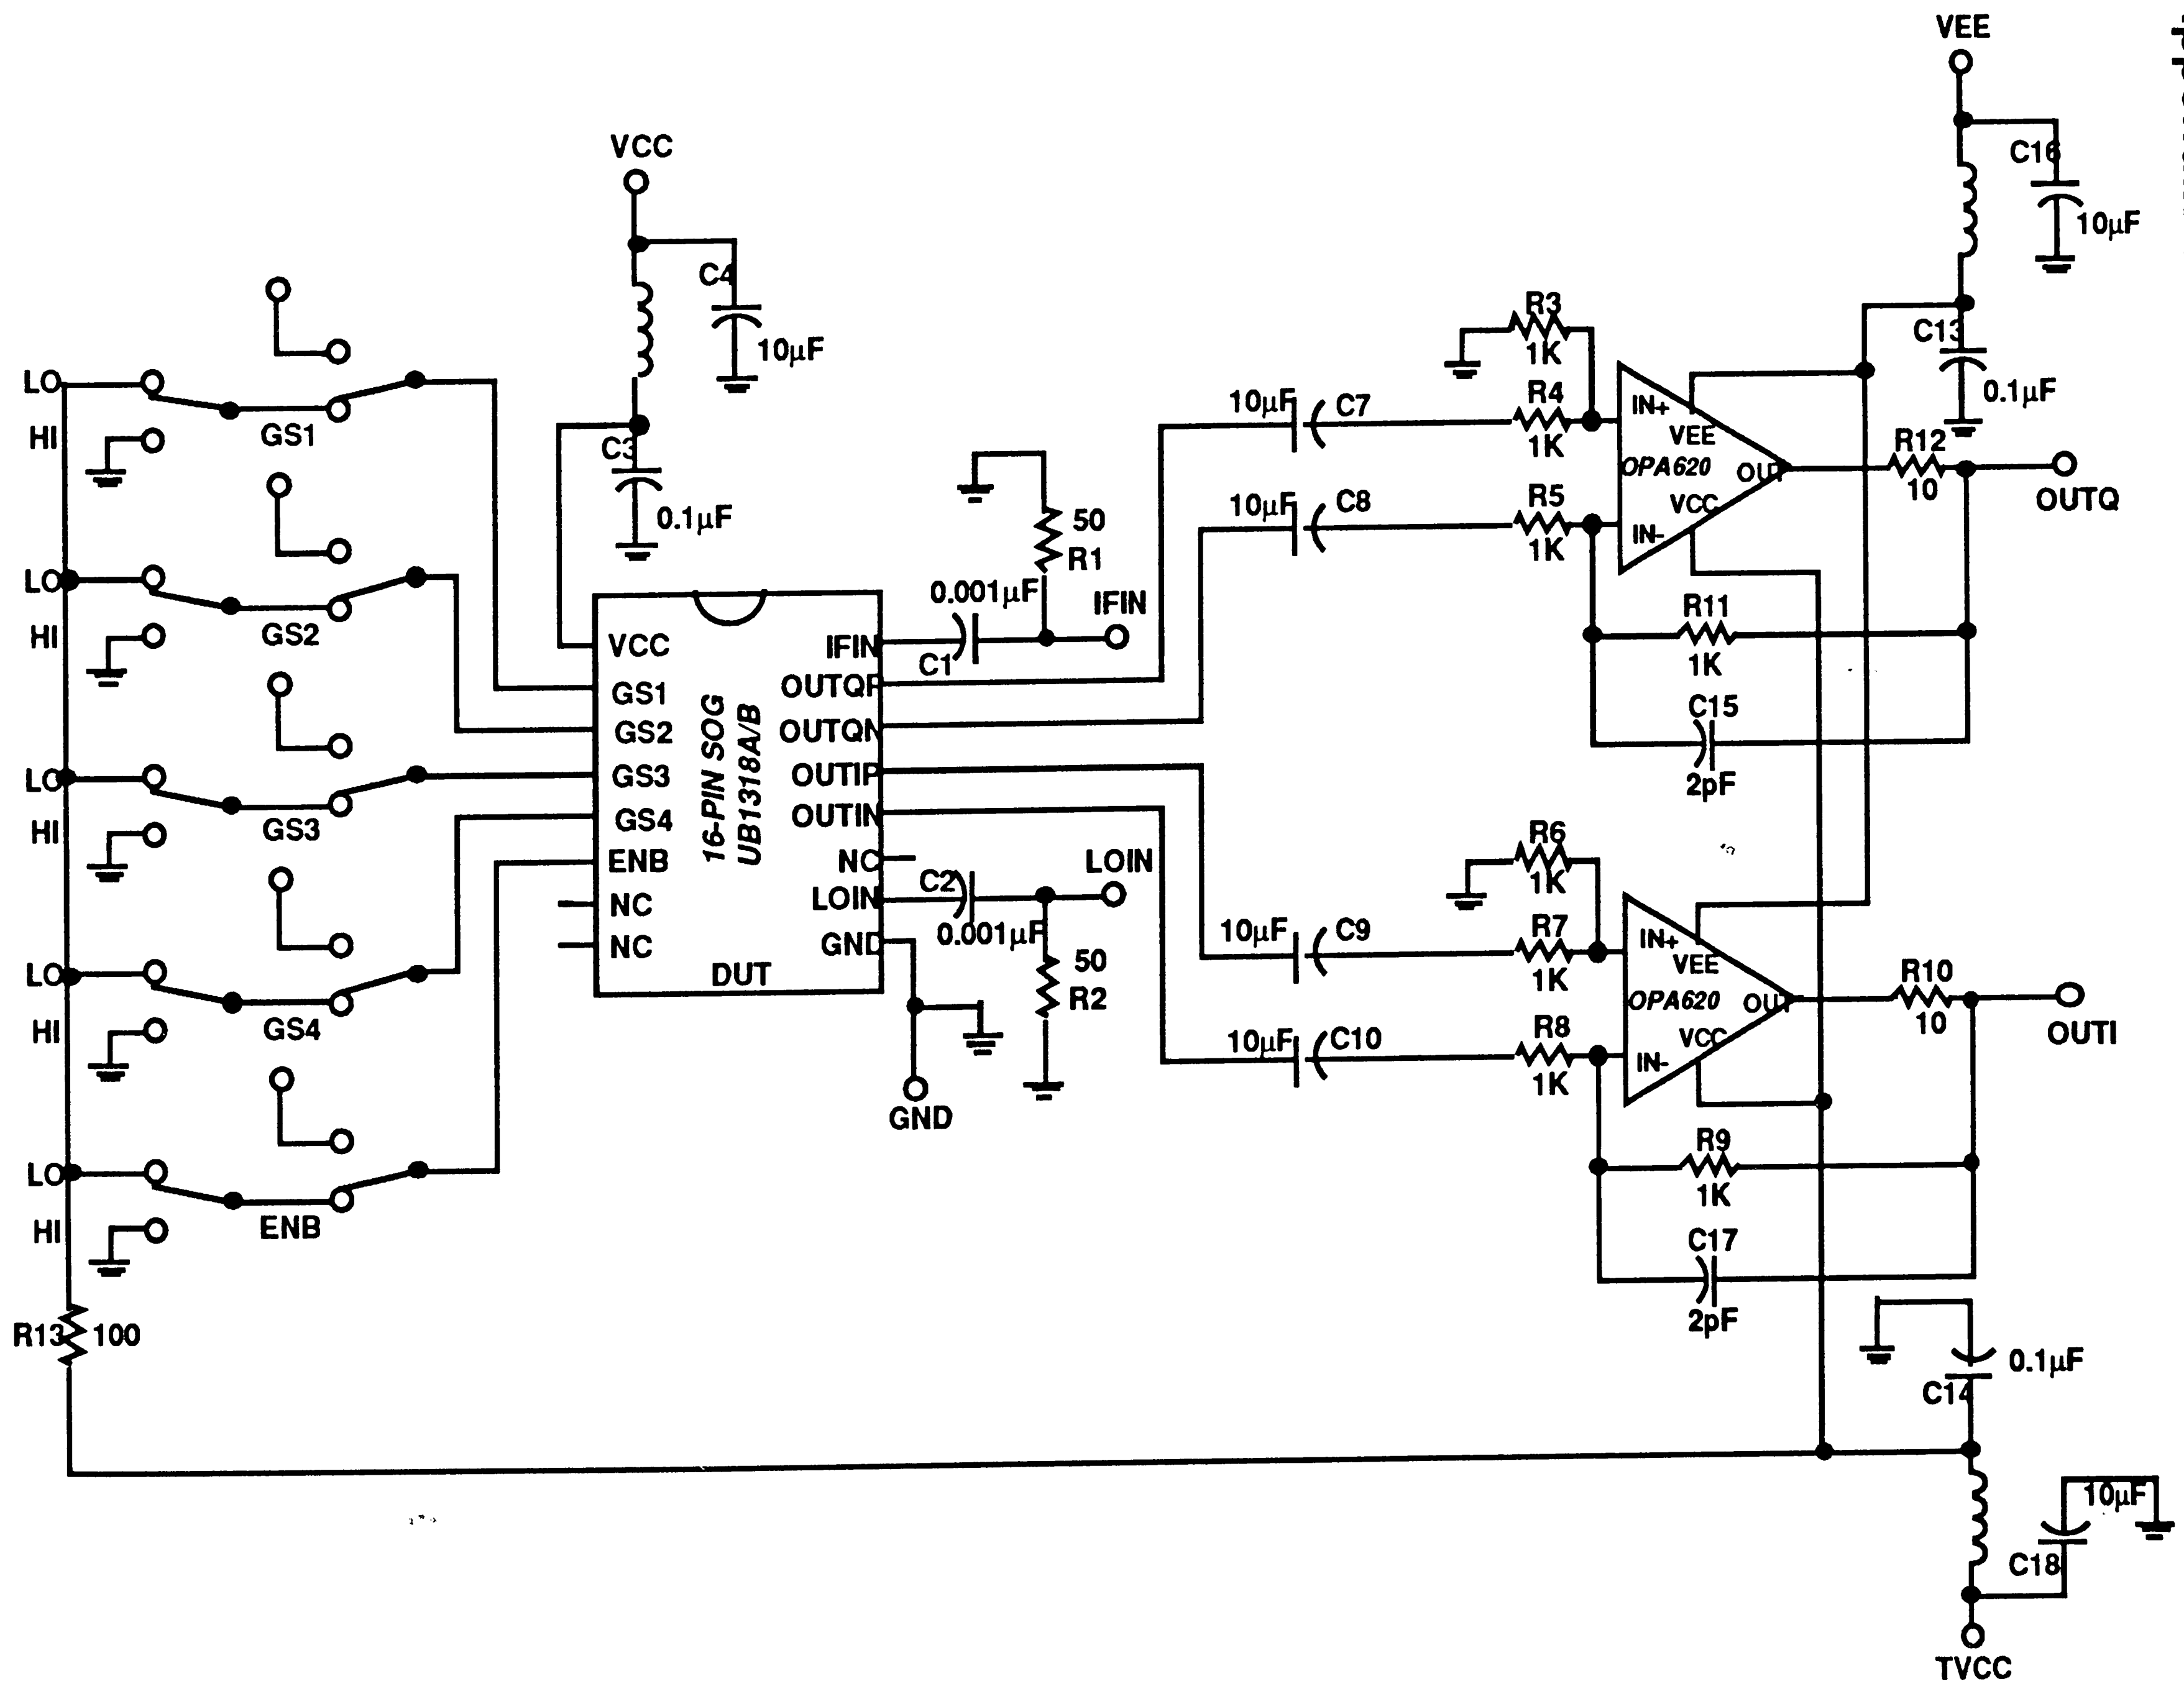 VEE
C16
10µF
VCC
C4
10µF
C3
0.1µF
C13
0.1µF
LO
HI
GS1
LO
HI
GS2
LO
HI
GS3
LO
HI
GS4
LO
HI
ENB
R13
100
50
R1
0.001µF
IFIN
C1
VCC
GS1
GS2
GS3
GS4
ENB
NC
NC
16-PIN SOG
UB1318A/B
DUT
IFIN
OUTQP
OUTQN
OUTIP
OUTIN
NC
LOIN
GND
C2
0.001µF
LOIN
50
R2
GND
R3
1K
10µF
C7
R4
1K
10µF
C8
R5
1K
IN+
VEE
OPA620
OUT
VCC
IN-
R12
10
OUTQ
R11
1K
C15
2pF
R6
1K
10µF
C9
R7
1K
10µF
C10
R8
1K
IN+
VEE
OPA620
OUT
VCC
IN-
R10
10
OUTI
R9
1K
C17
2pF
0.1µF
C14
10µF
C18
TVCC